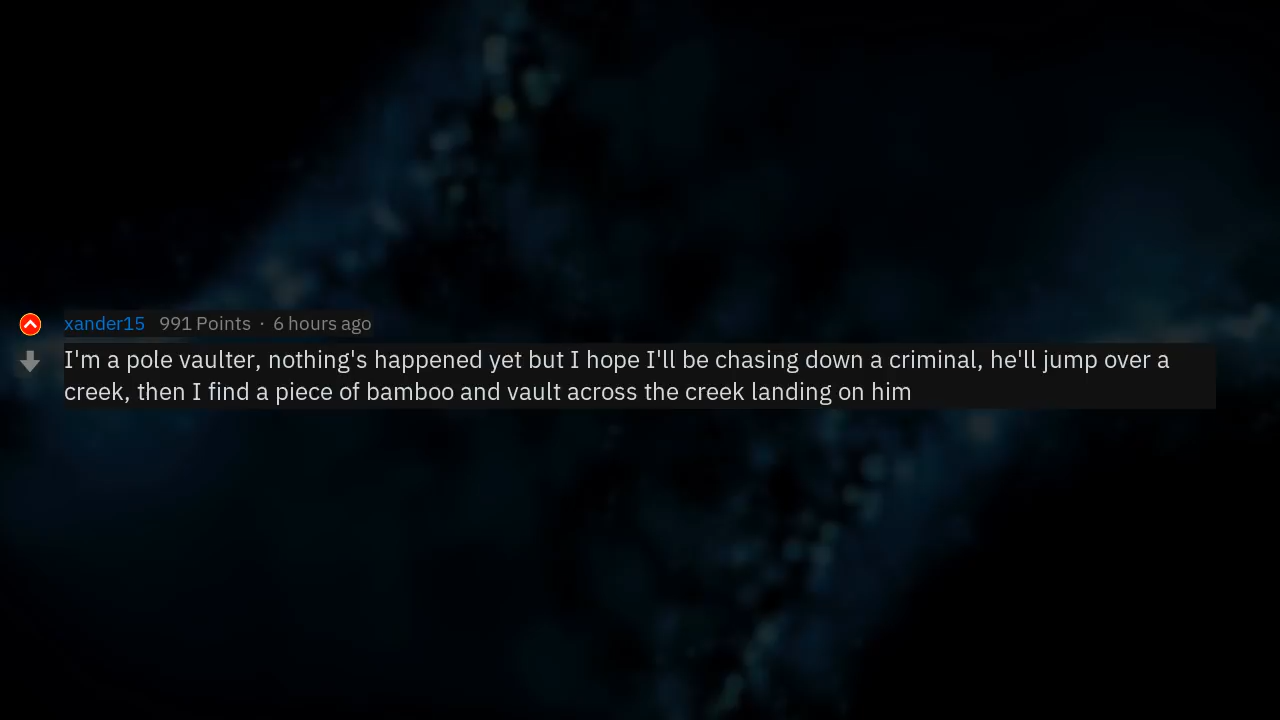 xander15 991 Points · 6 hours ago
I'm a pole vaulter, nothing's happened yet but I hope I'll be chasing down a criminal, he'll jump over a
creek, then I find a piece of bamboo and vault across the creek landing on him